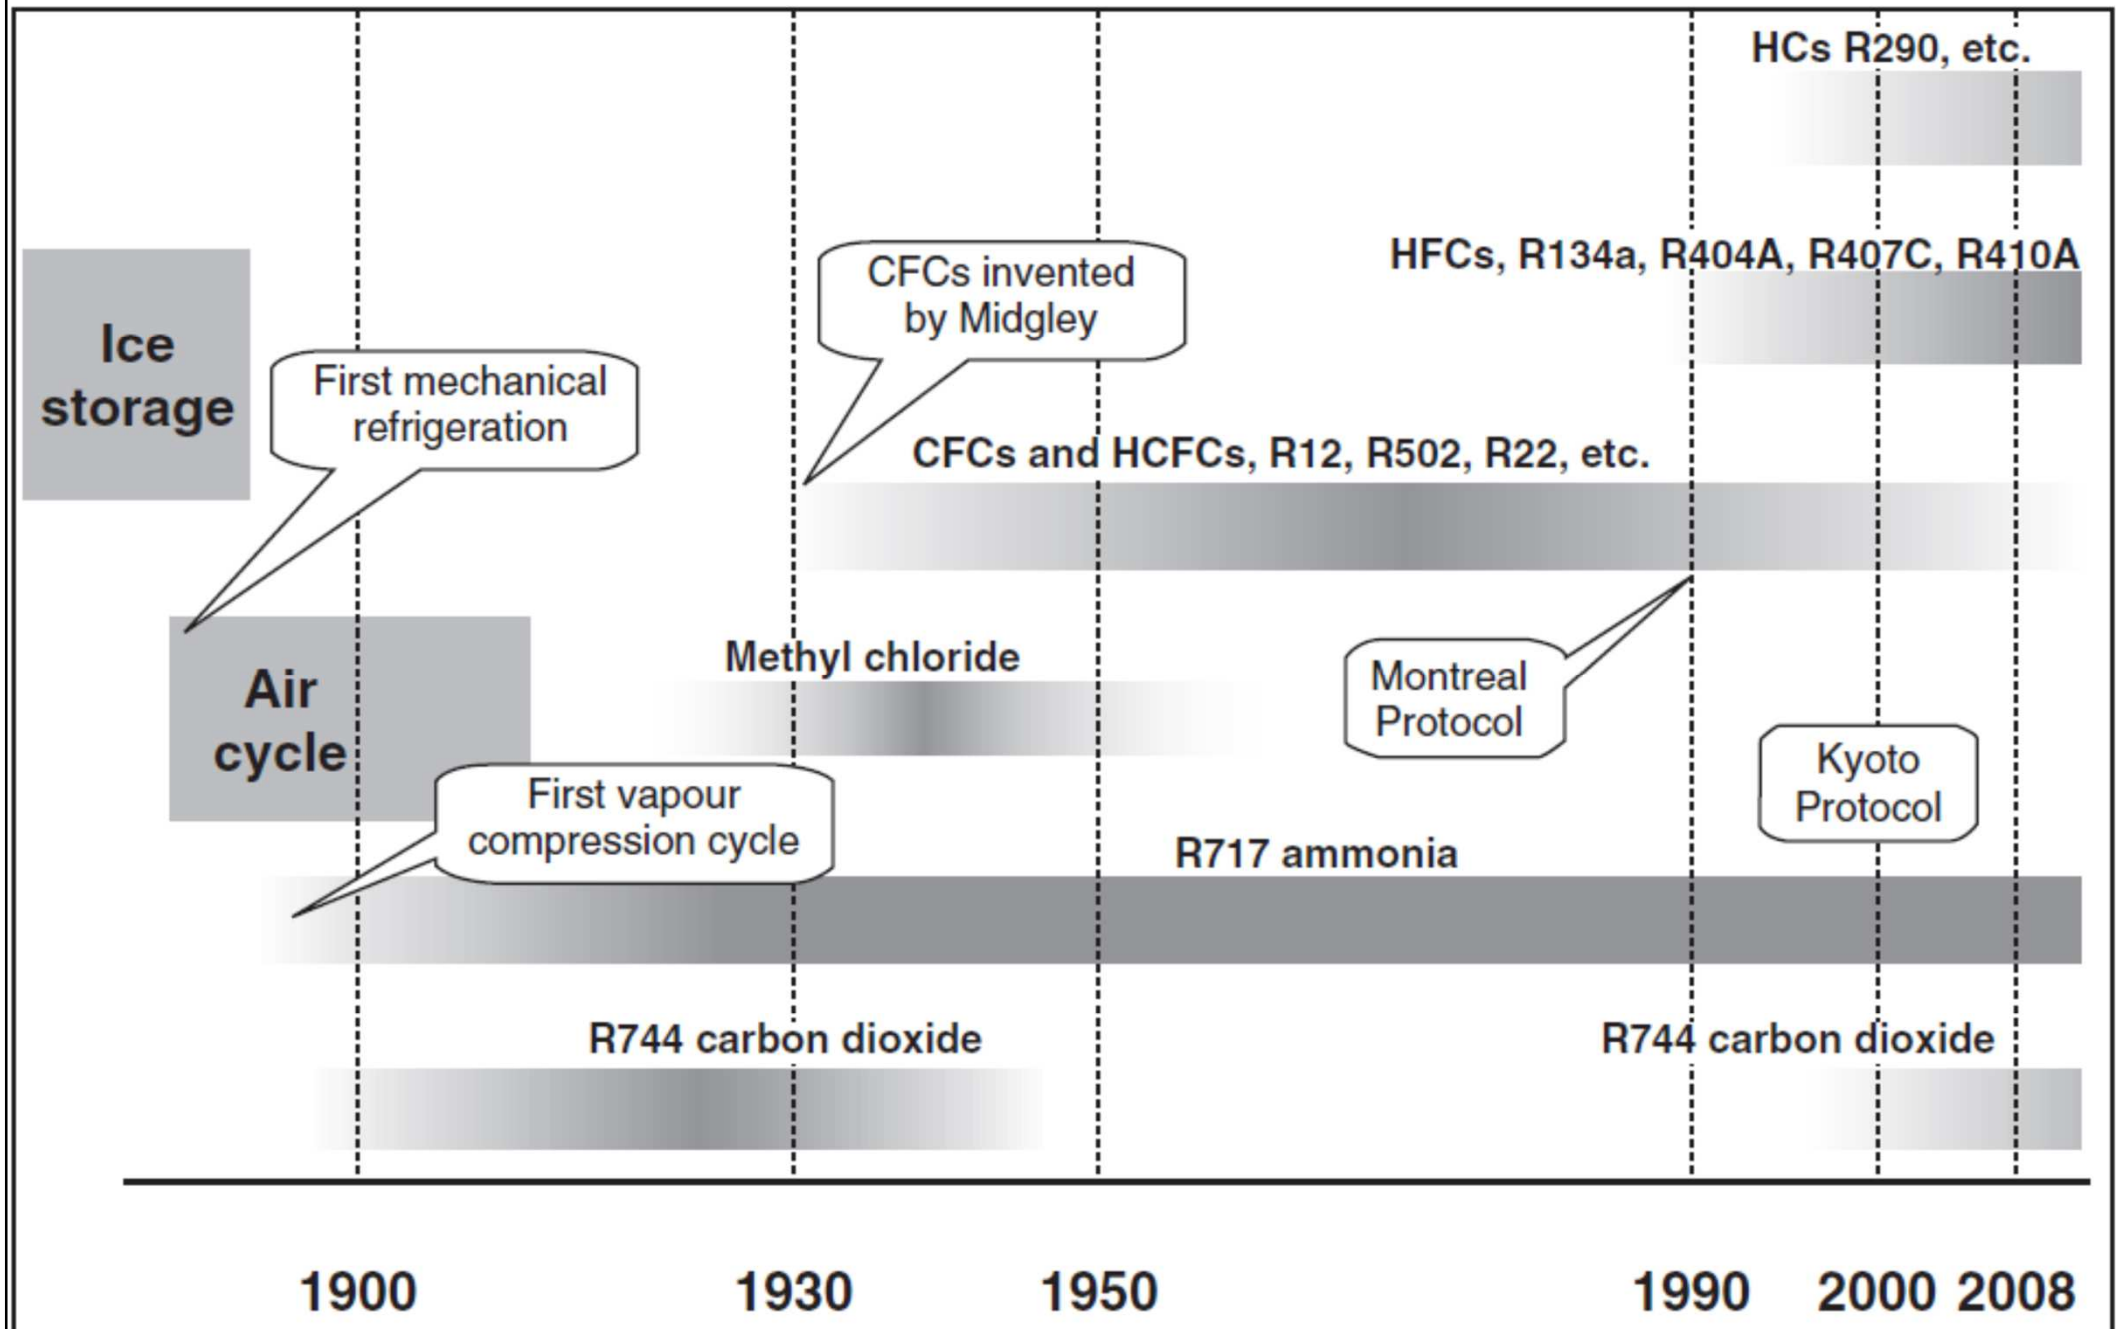 HCs R290, etc.
HFCs, R134a, R404A, R407C, R410A
CFCs invented
by Midgley
Ice
storage
First mechanical
refrigeration
CFCs and HCFCs, R12, R502, R22, etc.
Methyl chloride
Montreal
Protocol
Air
cycle
Kyoto
Protocol
First vapour
compression cycle
R717 ammonia
R744 carbon dioxide
R744 carbon dioxide
1900
1930
1950
1990
2000
2008